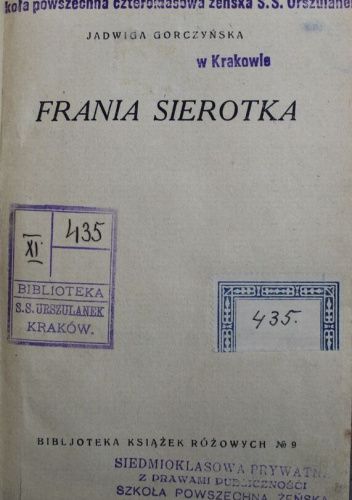 koła powszechna czteroklasowa żeńska S.S. Urszulanek
JADWIGA GORCZYŃSKA
w Krakowie
FRANIA SIEROTKA
XI
435
BIBLIOTEKA
S.S. URSZULANEK
KRAKÓW.
435.
BIBLJOTEKA KSIĄŻEK RÓŻOWYCH № 9
SIEDMIOKLASOWA PRYWATN
Z PRAWAMI PUBLICZNOŚCI
SZKOŁA POWSZECHNA ŻEŃSKA